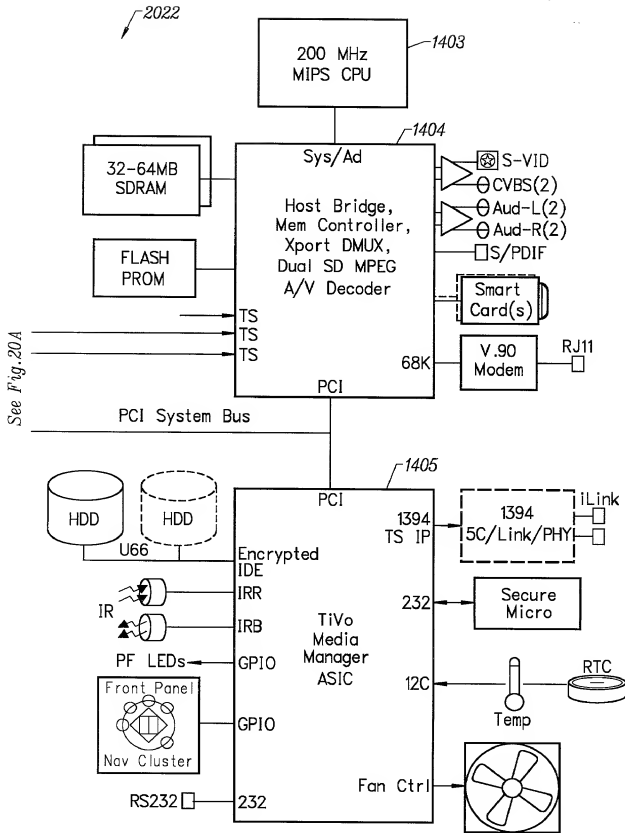 2022
1403
200 MHz
MIPS CPU
1404
Sys/Ad
32-64MB
SDRAM
S-VID
CVBS(2)
Aud-L(2)
Aud-R(2)
S/PDIF
Host Bridge,
Mem Controller,
Xport DMUX,
Dual SD MPEG
A/V Decoder
FLASH
PROM
Smart
Card(s)
TS
TS
TS
See Fig.20A
68K
V.90
Modem
RJ11
PCI
PCI System Bus
1405
PCI
HDD
HDD
U66
Encrypted
IDE
1394
TS IP
1394
5C/Link/PHY
iLink
IR
IRR
IRB
232
Secure
Micro
TiVo
Media
Manager
ASIC
PF LEDs
GPIO
12C
Temp
RTC
Front Panel
Nav Cluster
GPIO
Fan Ctrl
RS232
232